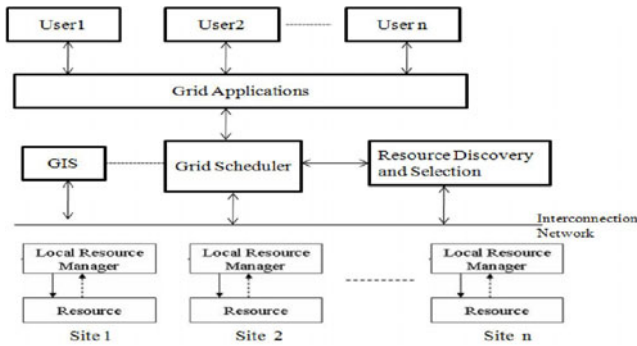 User1
User2
User n
Grid Applications
GIS
Grid Scheduler
Resource Discovery
and Selection
Interconnection
Network
Local Resource
Manager
Local Resource
Manager
Local Resource
Manager
Resource
Resource
Resource
Site 1
Site 2
Site n